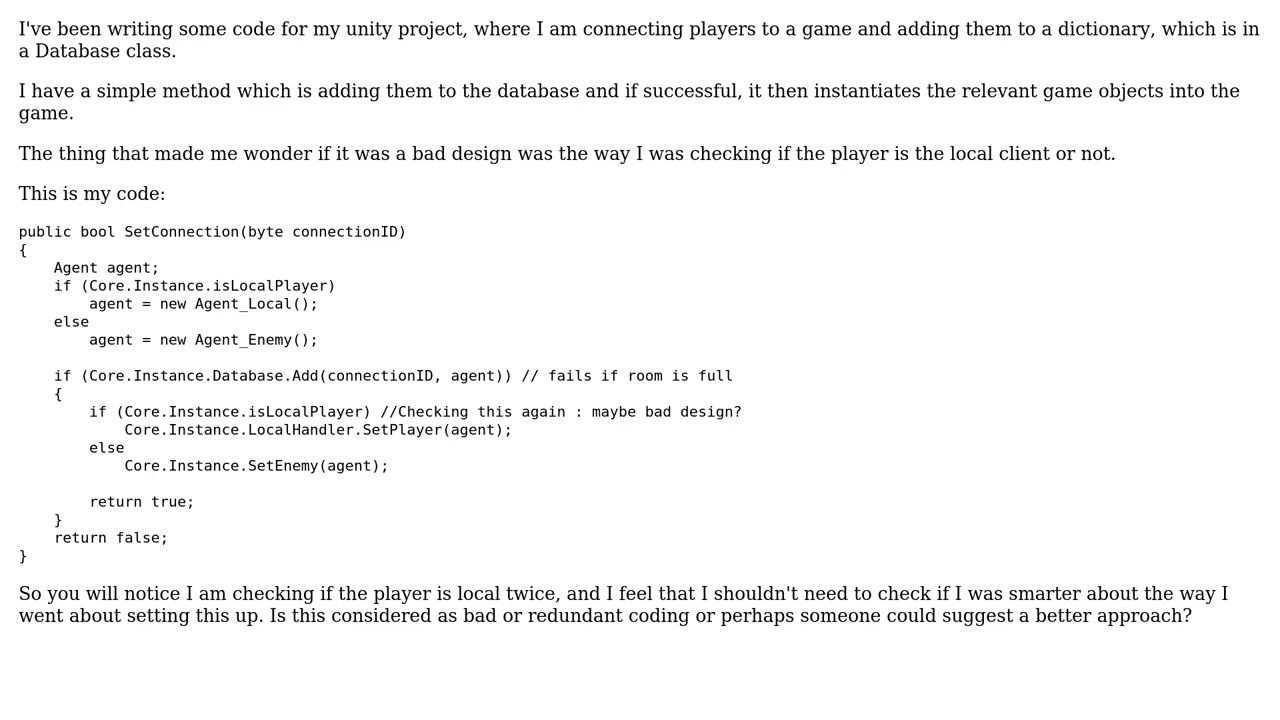 I've been writing some code for my unity project, where I am connecting players to a game and adding them to a dictionary, which is in
a Database class.
I have a simple method which is adding them to the database and if successful, it then instantiates the relevant game objects into the
game.
The thing that made me wonder if it was a bad design was the way I was checking if the player is the local client or not.
This is my code:
public bool SetConnection(byte connectionID)
{
    Agent agent;
    if (Core.Instance.isLocalPlayer)
        agent = new Agent_Local();
    else
        agent = new Agent_Enemy();

    if (Core.Instance.Database.Add(connectionID, agent)) // fails if room is full
    {
        if (Core.Instance.isLocalPlayer) //Checking this again : maybe bad design?
            Core.Instance.LocalHandler.SetPlayer(agent);
        else
            Core.Instance.SetEnemy(agent);

        return true;
    }
    return false;
}
So you will notice I am checking if the player is local twice, and I feel that I shouldn't need to check if I was smarter about the way I
went about setting this up. Is this considered as bad or redundant coding or perhaps someone could suggest a better approach?